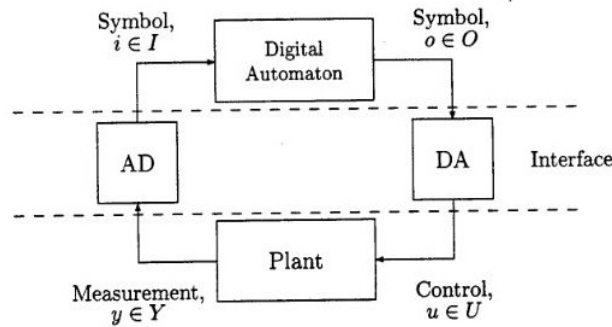 Symbol,
i ∈ I
Digital
Automaton
Symbol,
o ∈ O
AD
DA
Interface
Plant
Measurement,
y ∈ Y
Control,
u ∈ U